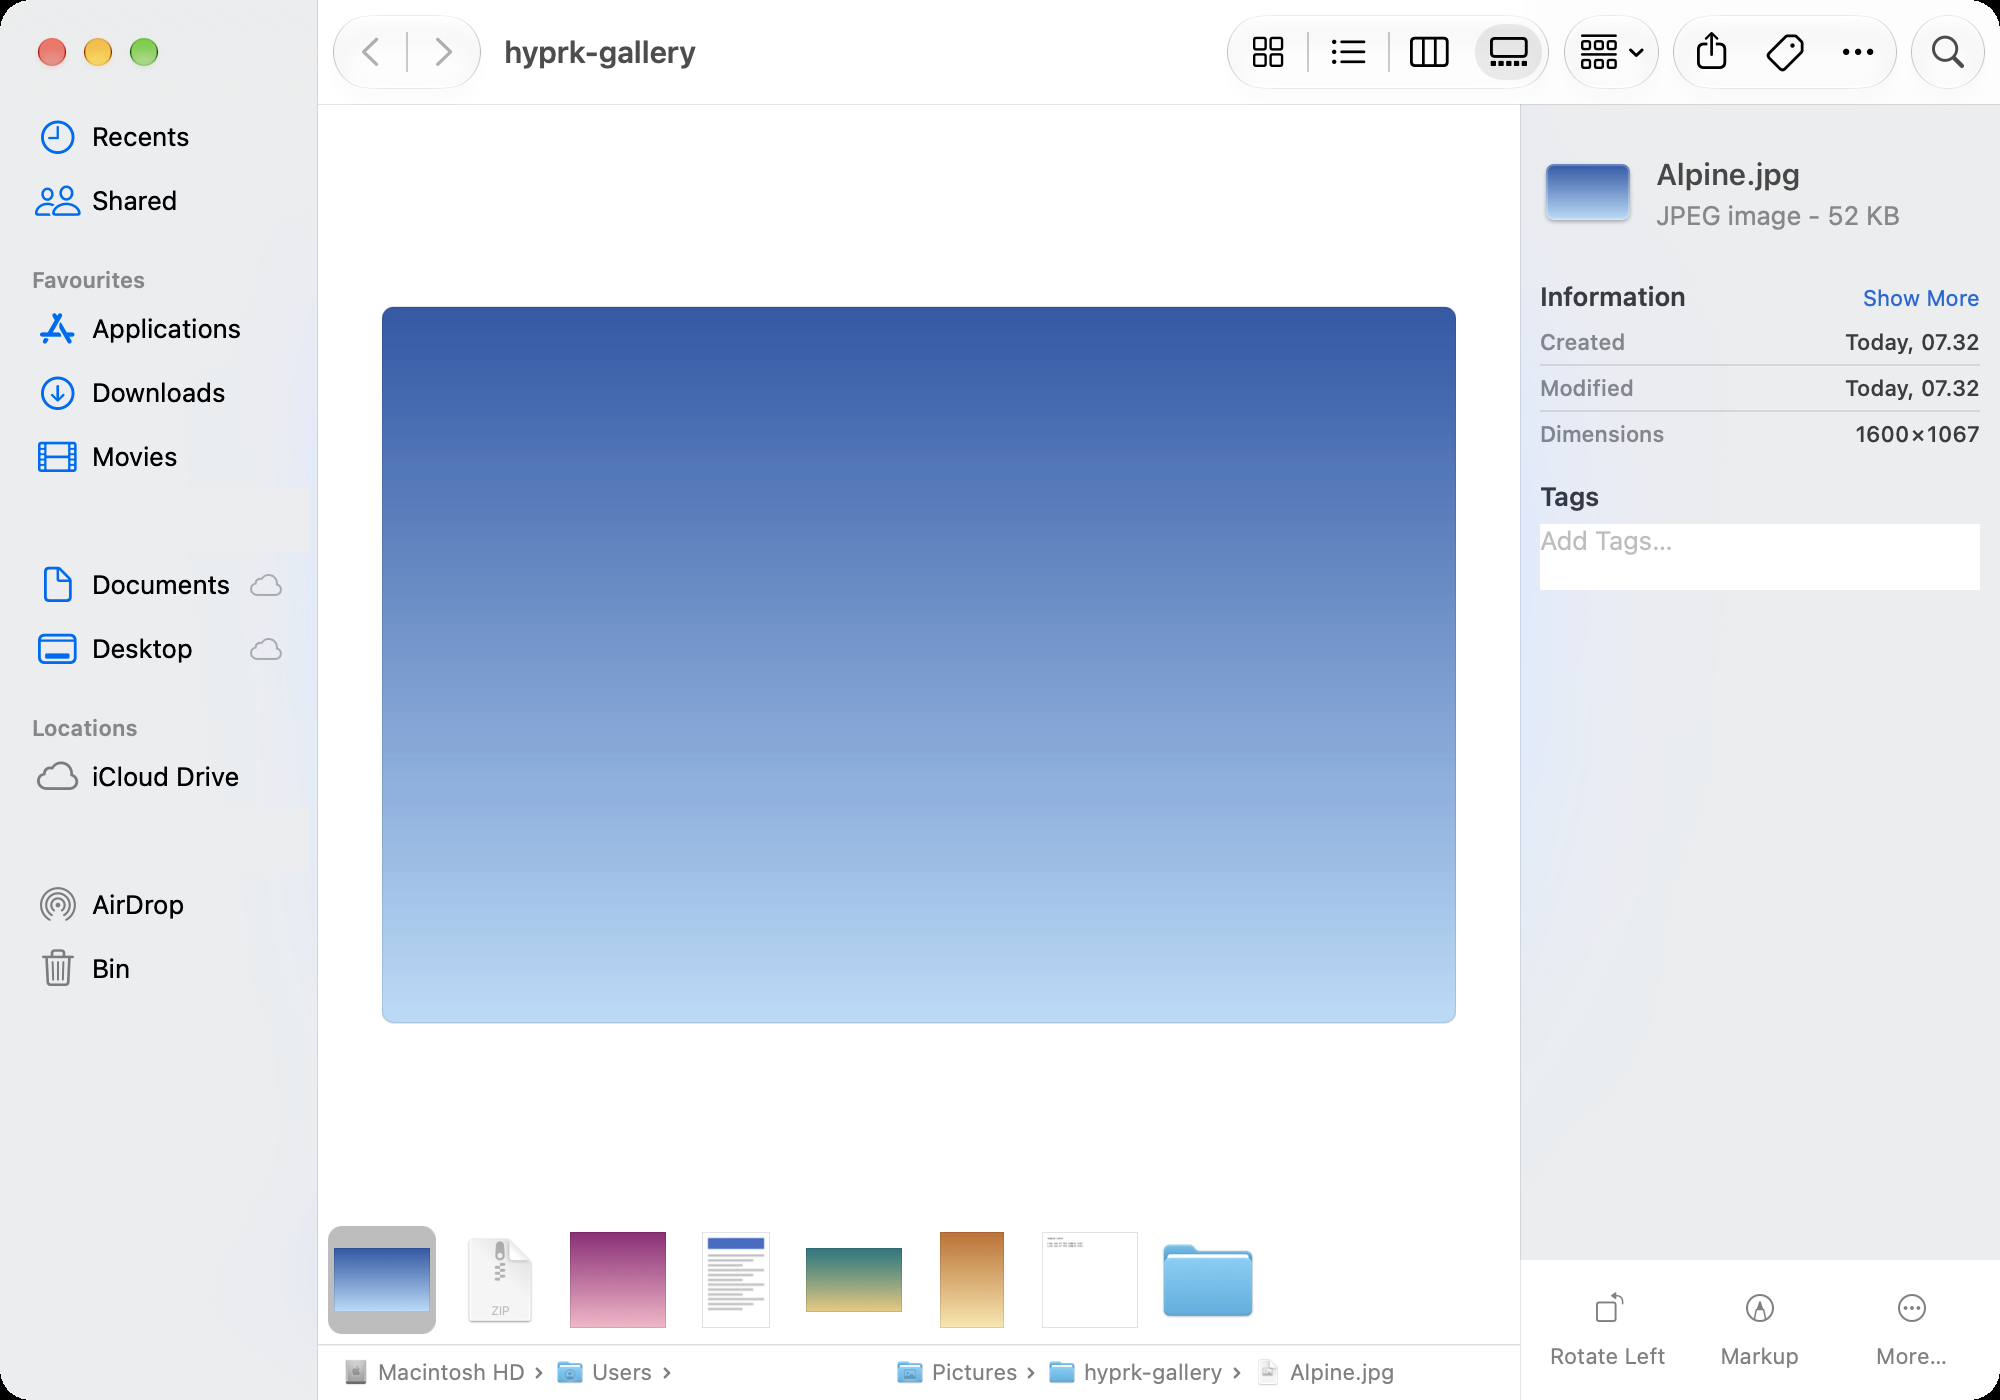 hyprk-gallery
Recents
Shared
Favourites
Applications
Downloads
Movies
Documents
Desktop
Locations
iCloud Drive
AirDrop
Bin
Alpine.jpg
JPEG image - 52 KB
Information Show More
Created Today, 07.32
Modified Today, 07.32
Dimensions 1600×1067
Tags
Add Tags...
ZIP
Macintosh HD › Users › Pictures › hyprk-gallery › Alpine.jpg
Rotate Left Markup More...